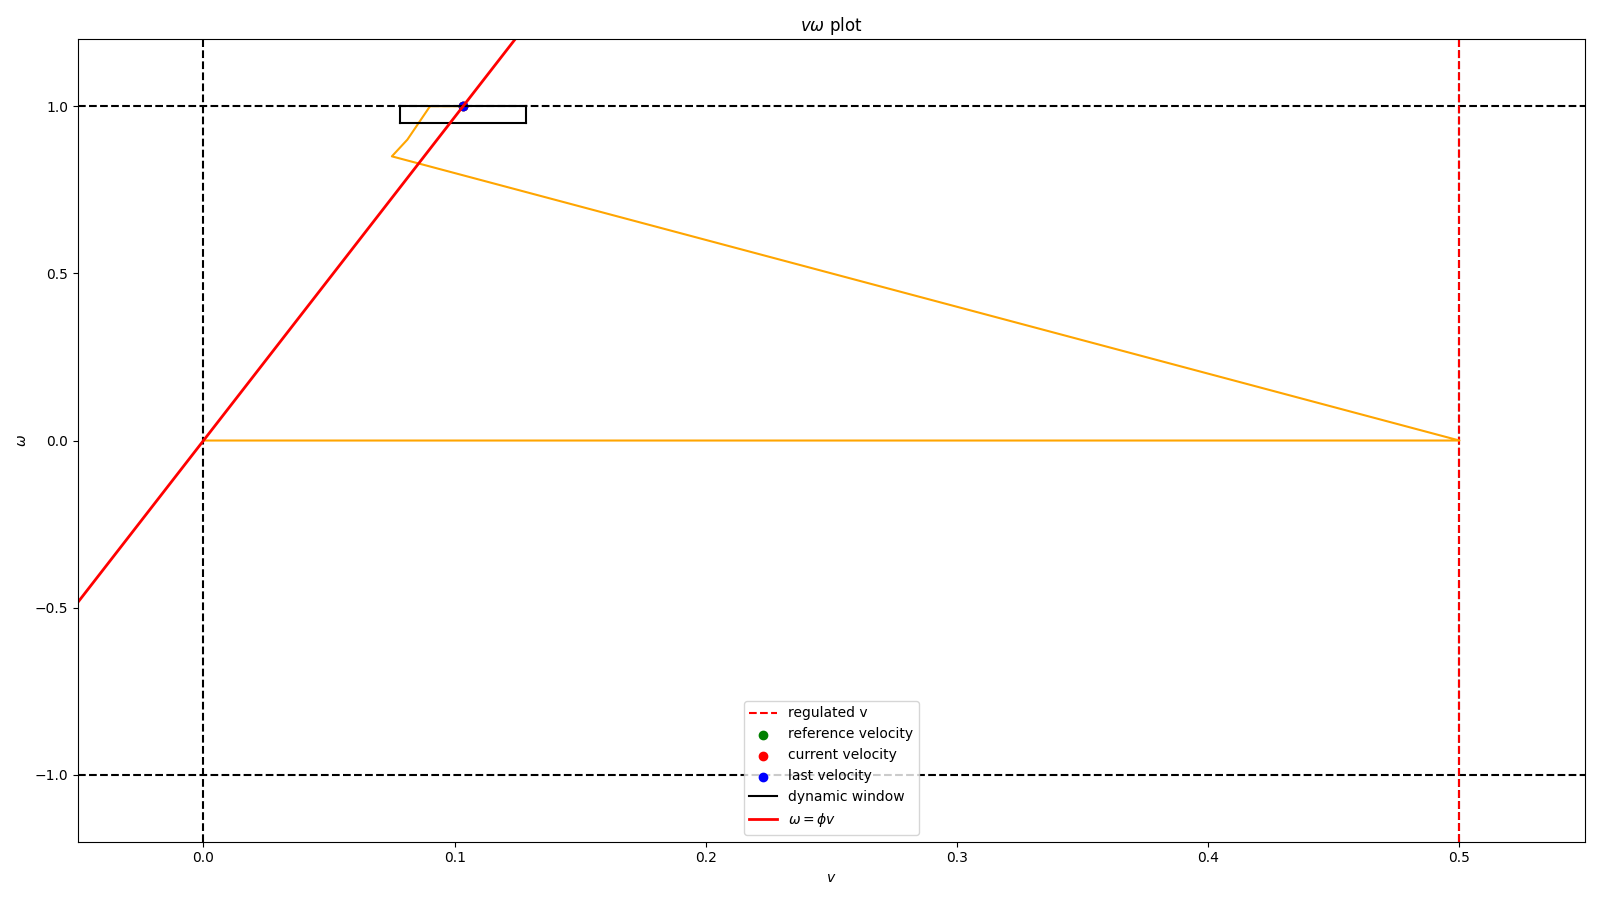 vω plot
1.0
0.5
0.0
−0.5
−1.0
ω
regulated v
reference velocity
current velocity
last velocity
dynamic window
ω = ϕv
0.0 0.1 0.2 0.3 0.4 0.5
v